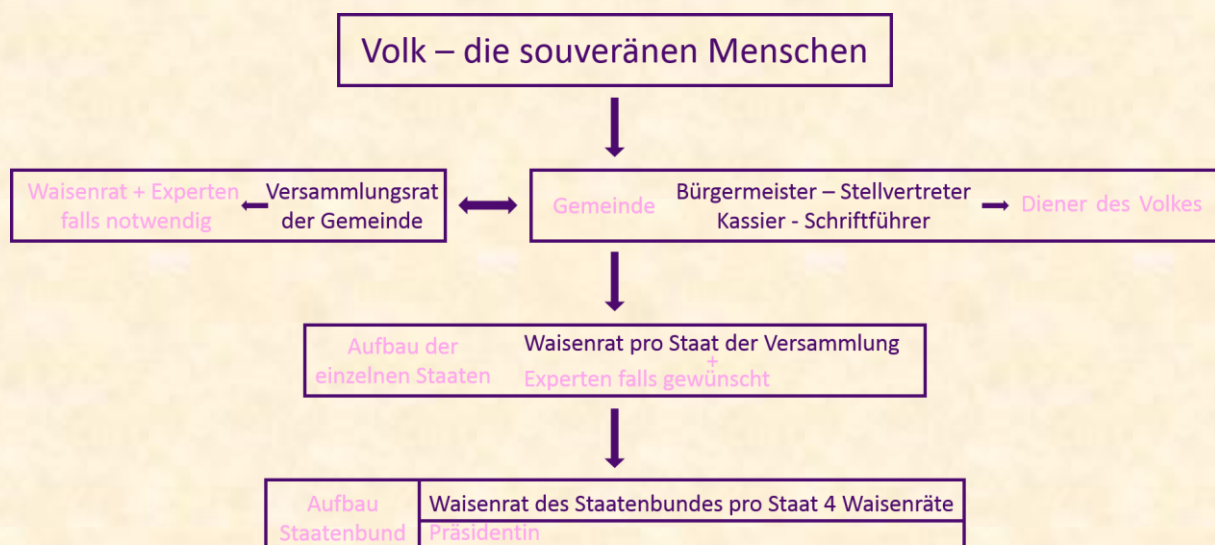 Volk – die souveränen Menschen
Waisenrat + Experten
falls notwendig
Versammlungsrat
der Gemeinde
Gemeinde
Bürgermeister – Stellvertreter
Kassier - Schriftführer
Diener des Volkes
Aufbau der
einzelnen Staaten
Waisenrat pro Staat der Versammlung
+
Experten falls gewünscht
Aufbau
Staatenbund
Waisenrat des Staatenbundes pro Staat 4 Waisenräte
Präsidentin